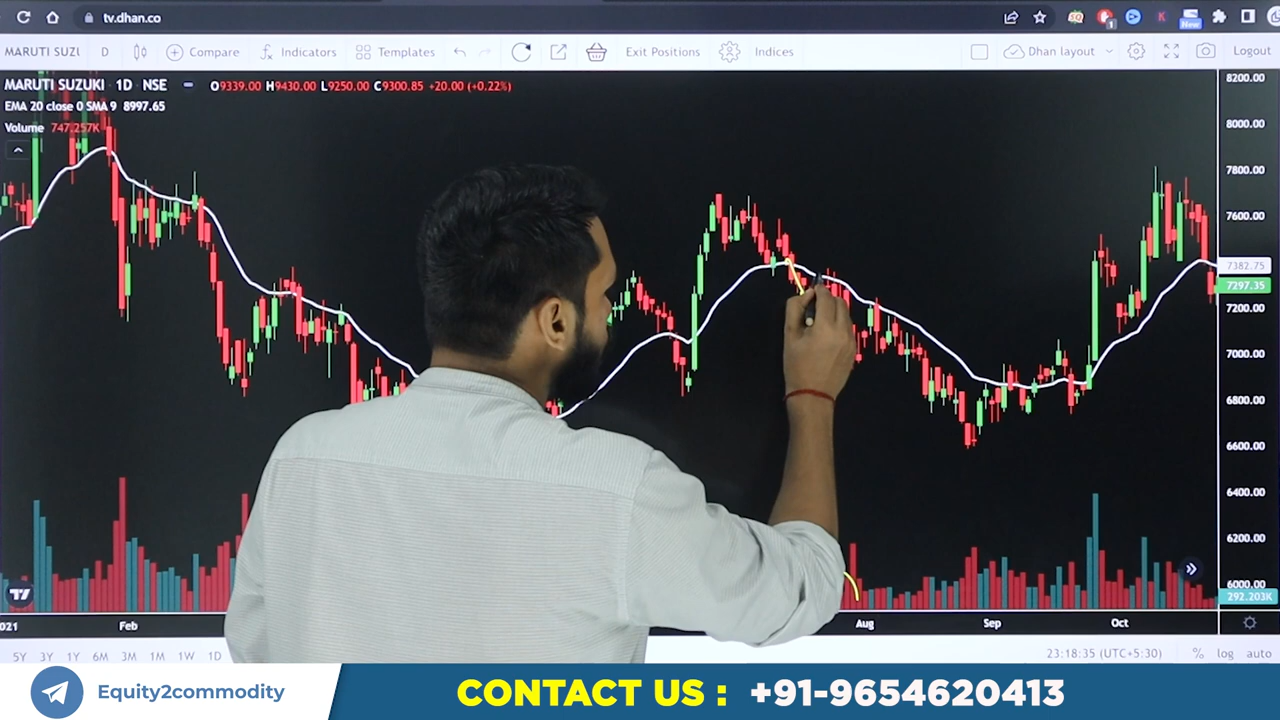 tv.dhan.co
1
New
MARUTI SUZU D Compare Indicators Templates Exit Positions Indices Dhan layout Logout
MARUTI SUZUKI 1D NSE O9339.00 H9430.00 L9250.00 C9300.85 +20.00 (+0.22%)
EMA 20 close 0 SMA 9 8997.65
Volume 747.257K
8200.00
8000.00
7800.00
7600.00
7382.75
7297.35
7200.00
7000.00
6800.00
6600.00
6400.00
6200.00
6000.00
292.203K
2021 Feb Aug Sep Oct
5Y 3Y 1Y 6M 3M 1M 1W 1D 23:18:35 (UTC+5:30) % log auto
Equity2commodity
CONTACT US : +91-9654620413